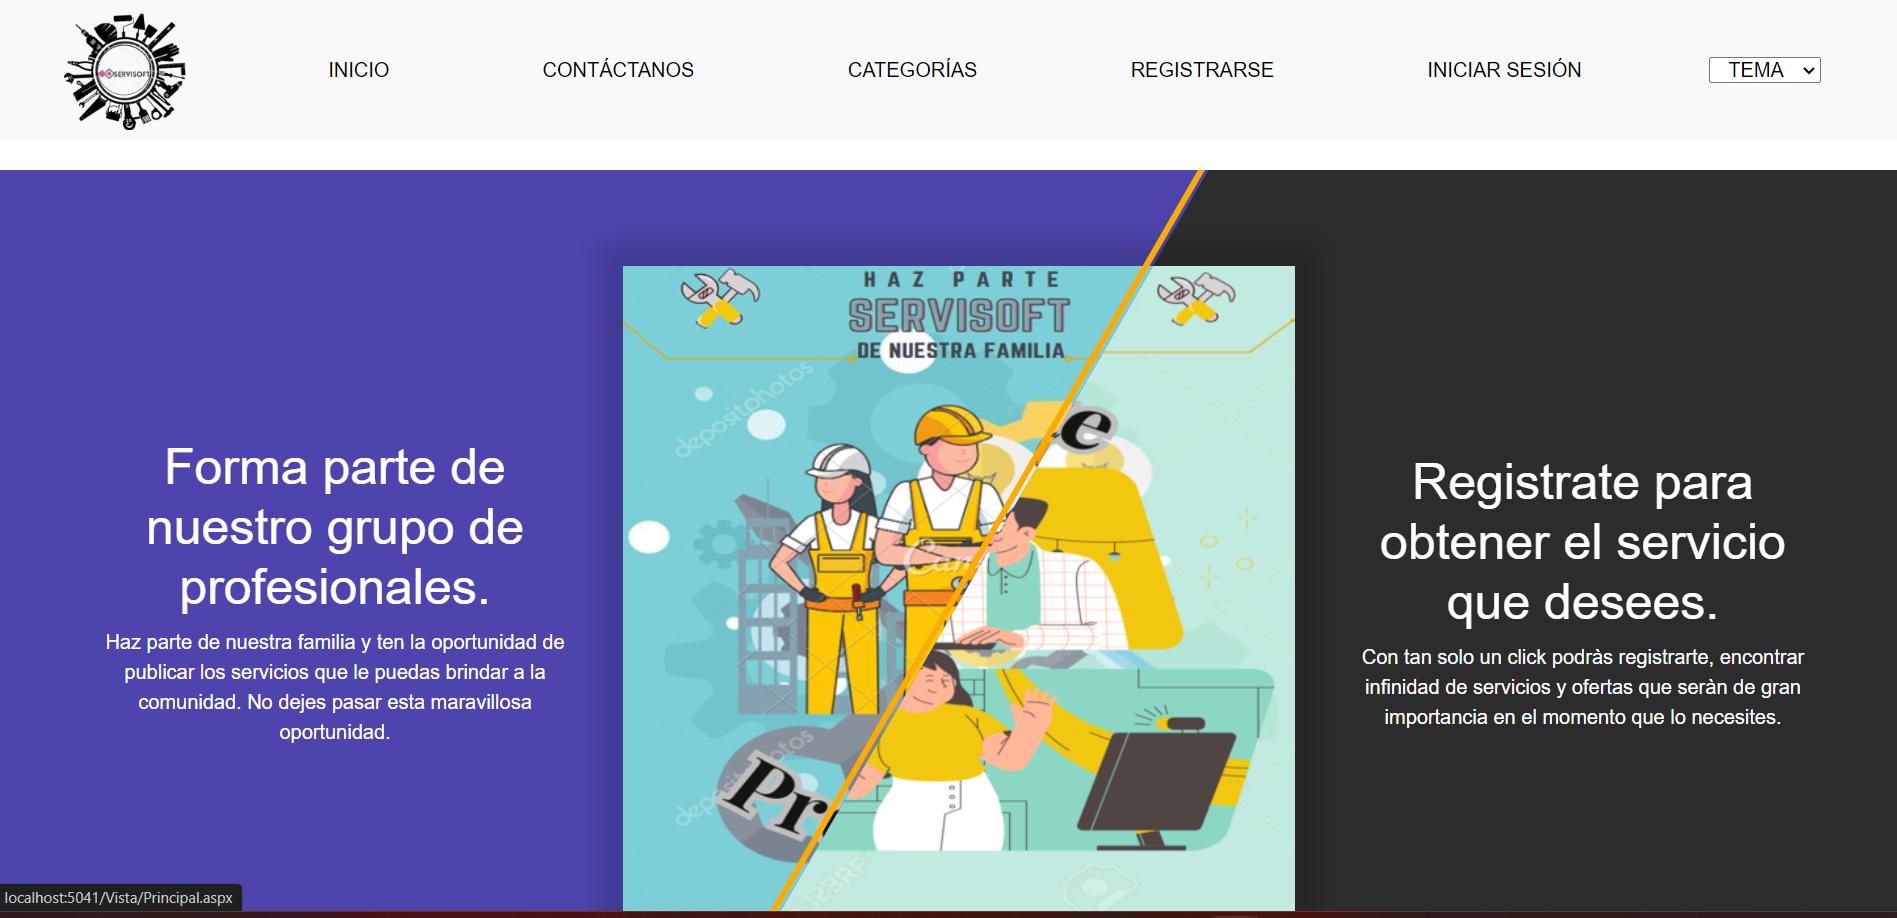 SERVISOFT
INICIO
CONTÁCTANOS
CATEGORÍAS
REGISTRARSE
INICIAR SESIÓN
TEMA
HAZ PARTE
SERVISOFT
DE NUESTRA FAMILIA
depositphotos
e
Can
Forma parte de
nuestro grupo de
profesionales.
Haz parte de nuestra familia y ten la oportunidad de
publicar los servicios que le puedas brindar a la
comunidad. No dejes pasar esta maravillosa
oportunidad.
Registrate para
obtener el servicio
que desees.
Con tan solo un click podràs registrarte, encontrar
infinidad de servicios y ofertas que seràn de gran
importancia en el momento que lo necesites.
depositphotos
Pr
123RF
localhost:5041/Vista/Principal.aspx